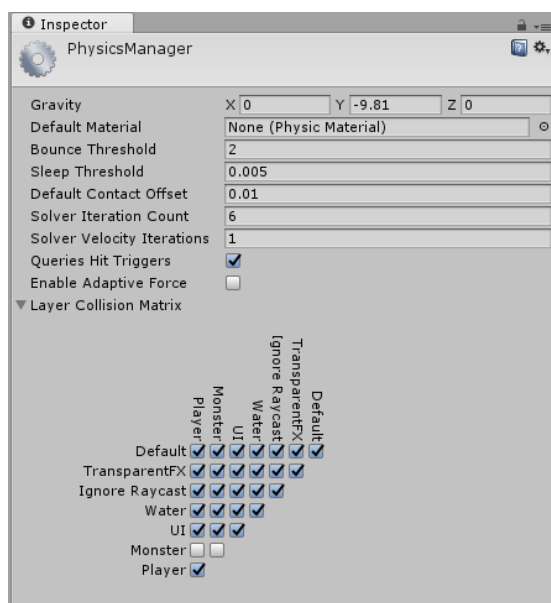 Inspector
PhysicsManager
Gravity X 0 Y -9.81 Z 0
Default Material None (Physic Material)
Bounce Threshold 2
Sleep Threshold 0.005
Default Contact Offset 0.01
Solver Iteration Count 6
Solver Velocity Iterations 1
Queries Hit Triggers
Enable Adaptive Force
Layer Collision Matrix
Player
Monster
UI
Water
Ignore Raycast
TransparentFX
Default
Default
TransparentFX
Ignore Raycast
Water
UI
Monster
Player